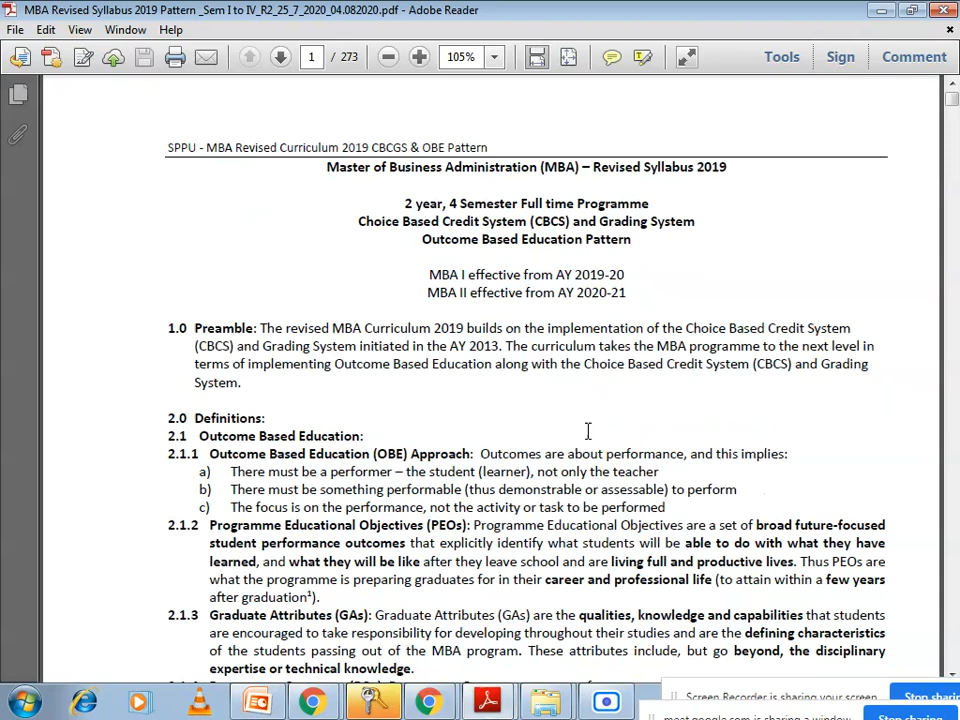 MBA Revised Syllabus 2019 Pattern _Sem I to IV_R2_25_7_2020_04.082020.pdf - Adobe Reader
File Edit View Window Help
1 / 273 105% Tools Sign Comment
SPPU - MBA Revised Curriculum 2019 CBCGS & OBE Pattern
Master of Business Administration (MBA) – Revised Syllabus 2019
2 year, 4 Semester Full time Programme
Choice Based Credit System (CBCS) and Grading System
Outcome Based Education Pattern
MBA I effective from AY 2019-20
MBA II effective from AY 2020-21
1.0 Preamble: The revised MBA Curriculum 2019 builds on the implementation of the Choice Based Credit System
(CBCS) and Grading System initiated in the AY 2013. The curriculum takes the MBA programme to the next level in
terms of implementing Outcome Based Education along with the Choice Based Credit System (CBCS) and Grading
System.
2.0 Definitions:
2.1 Outcome Based Education:
2.1.1 Outcome Based Education (OBE) Approach: Outcomes are about performance, and this implies:
a) There must be a performer – the student (learner), not only the teacher
b) There must be something performable (thus demonstrable or assessable) to perform
c) The focus is on the performance, not the activity or task to be performed
2.1.2 Programme Educational Objectives (PEOs): Programme Educational Objectives are a set of broad future-focused
student performance outcomes that explicitly identify what students will be able to do with what they have
learned, and what they will be like after they leave school and are living full and productive lives. Thus PEOs are
what the programme is preparing graduates for in their career and professional life (to attain within a few years
after graduation¹).
2.1.3 Graduate Attributes (GAs): Graduate Attributes (GAs) are the qualities, knowledge and capabilities that students
are encouraged to take responsibility for developing throughout their studies and are the defining characteristics
of the students passing out of the MBA program. These attributes include, but go beyond, the disciplinary
expertise or technical knowledge.
Screen Recorder is sharing your screen. Stop sharing
meet.google.com is sharing a window. Stop sharing